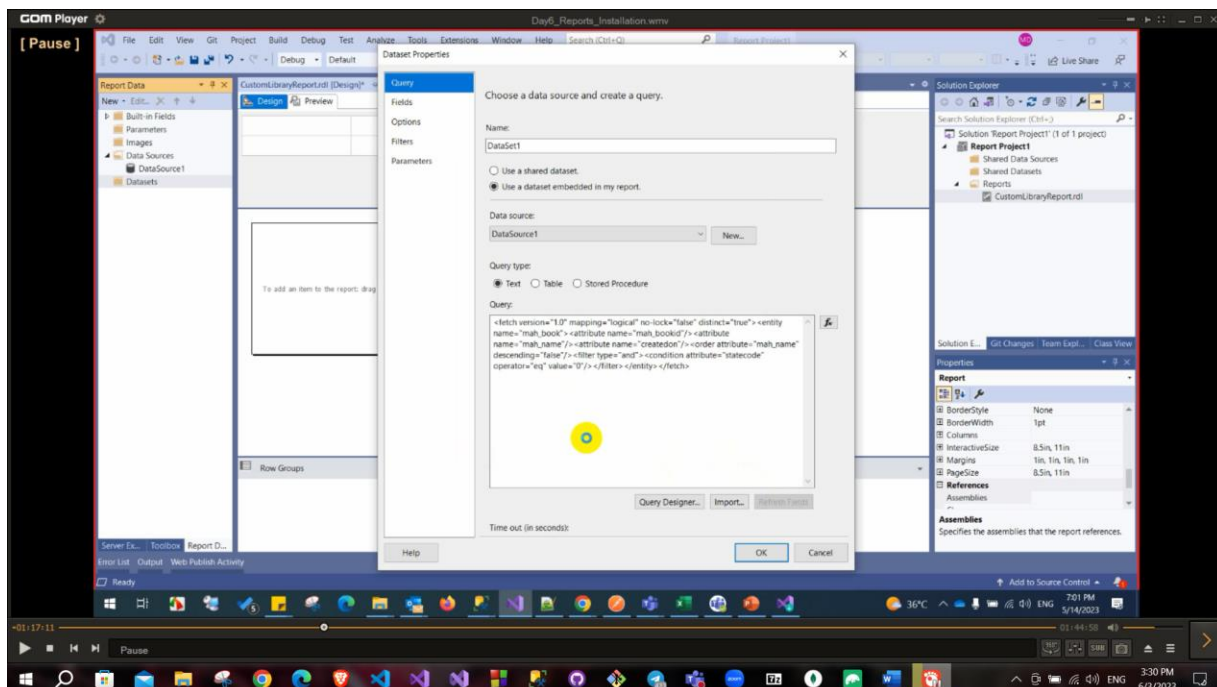 GOM Player
Day6_Reports_Installation.wmv
[ Pause ]
File Edit View Git Project Build Debug Test Analyze Tools Extensions Window Help Search (Ctrl+Q) Report Project1
MD
Debug Default
Live Share
Report Data
New Edit...
Built-in Fields
Parameters
Images
Data Sources
DataSource1
Datasets
CustomLibraryReport.rdl [Design]*
Design Preview
To add an item to the report: drag
Row Groups
Dataset Properties
Query
Fields
Options
Filters
Parameters
Choose a data source and create a query.
Name:
DataSet1
Use a shared dataset.
Use a dataset embedded in my report.
Data source:
DataSource1
New...
Query type:
Text Table Stored Procedure
Query:
<fetch version="1.0" mapping="logical" no-lock="false" distinct="true"> <entity
name="mah_book"> <attribute name="mah_bookid"/> <attribute
name="mah_name"/> <attribute name="createdon"/> <order attribute="mah_name"
descending="false"/> <filter type="and"> <condition attribute="statecode"
operator="eq" value="0"/> </filter> </entity> </fetch>
Query Designer... Import... Refresh Fields
Time out (in seconds):
Help OK Cancel
Solution Explorer
Search Solution Explorer (Ctrl+;)
Solution 'Report Project1' (1 of 1 project)
Report Project1
Shared Data Sources
Shared Datasets
Reports
CustomLibraryReport.rdl
Solution E... Git Changes Team Expl... Class View
Properties
Report
BorderStyle None
BorderWidth 1pt
Columns
InteractiveSize 8.5in, 11in
Margins 1in, 1in, 1in, 1in
PageSize 8.5in, 11in
References
Assemblies
Assemblies
Specifies the assemblies that the report references.
Server Ex... Toolbox Report D...
Error List Output Web Publish Activity
Ready
Add to Source Control
36°C ENG 7:01 PM
5/14/2023
-01:17:11
01:44:58
Pause
SUB
ENG 3:30 PM
6/3/2023